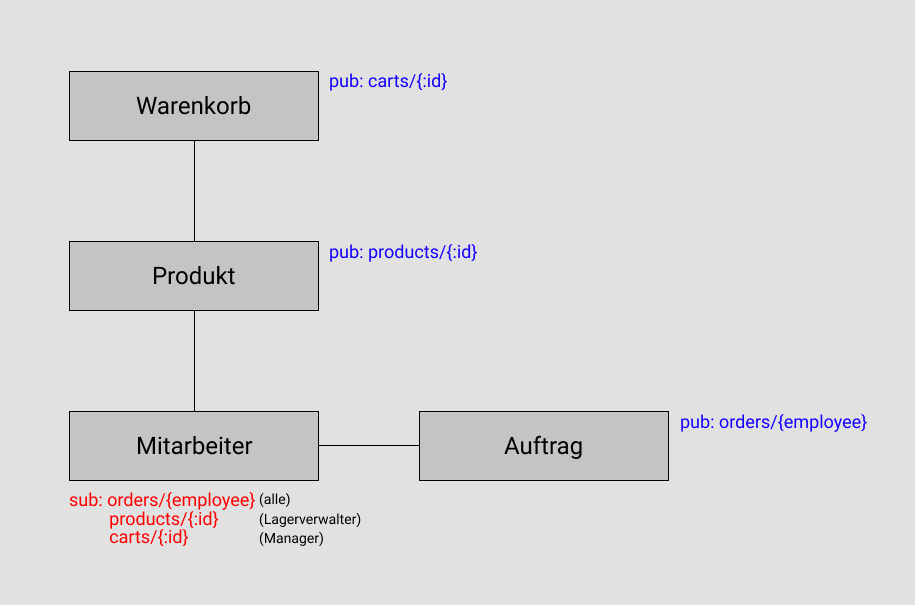 Warenkorb
pub: carts/{:id}
Produkt
pub: products/{:id}
Mitarbeiter
Auftrag
pub: orders/{employee}
sub: orders/{employee} (alle)
products/{:id} (Lagerverwalter)
carts/{:id} (Manager)